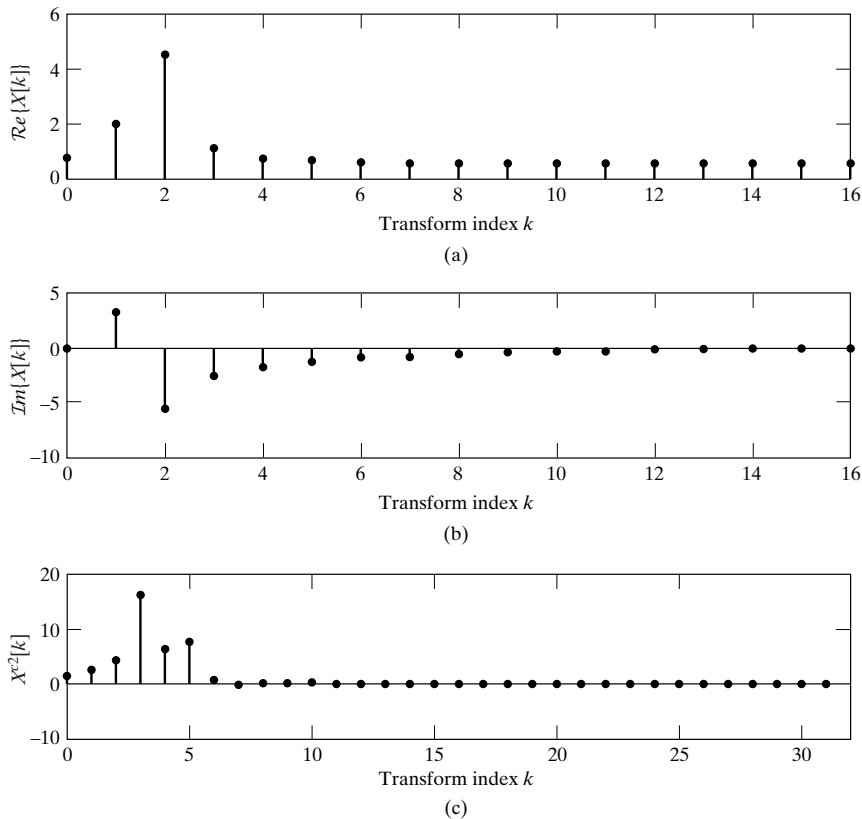 6
4
2
0
ℛe{X[k]}
0 2 4 6 8 10 12 14 16
Transform index k
(a)
5
0
−5
−10
ℐm{X[k]}
0 2 4 6 8 10 12 14 16
Transform index k
(b)
20
10
0
−10
X^{c2}[k]
0 5 10 15 20 25 30
Transform index k
(c)